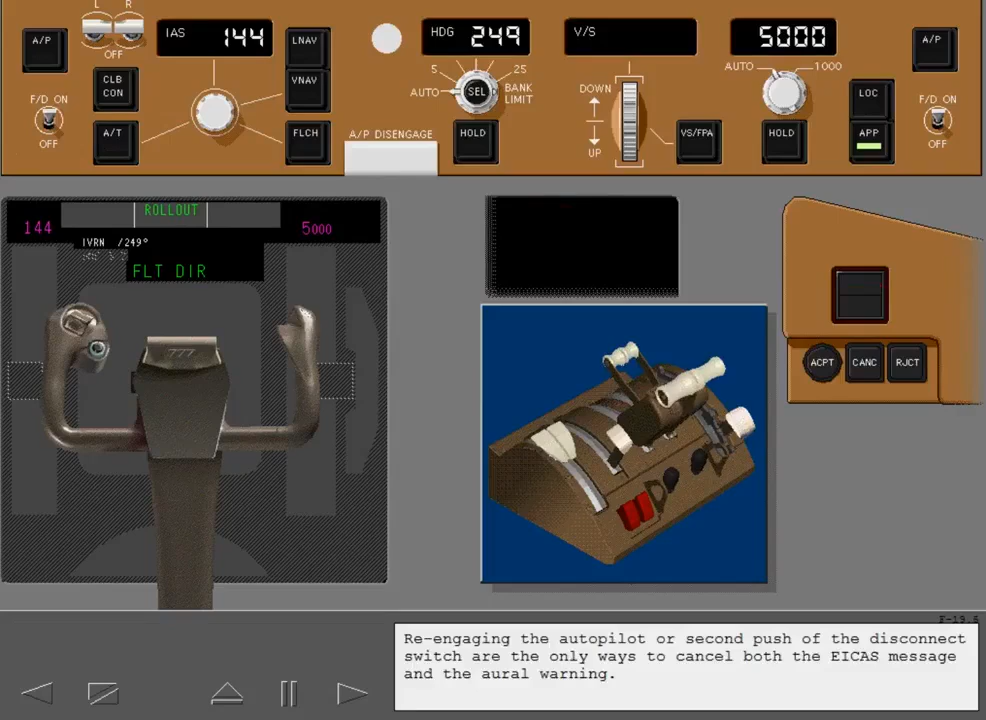 L R
A/P
OFF
IAS 144
LNAV
HDG 249
V/S
5000
A/P
CLB
CON
VNAV
5 25
AUTO
SEL
BANK
LIMIT
DOWN
UP
AUTO 1000
LOC
F/D ON
OFF
A/T
FLCH
A/P DISENGAGE
HOLD
VS/FPA
HOLD
APP
F/D ON
OFF
144
ROLLOUT
5000
IVRN /249°
FLT DIR
777
ACPT
CANC
RJCT
Re-engaging the autopilot or second push of the disconnect
switch are the only ways to cancel both the EICAS message
and the aural warning.